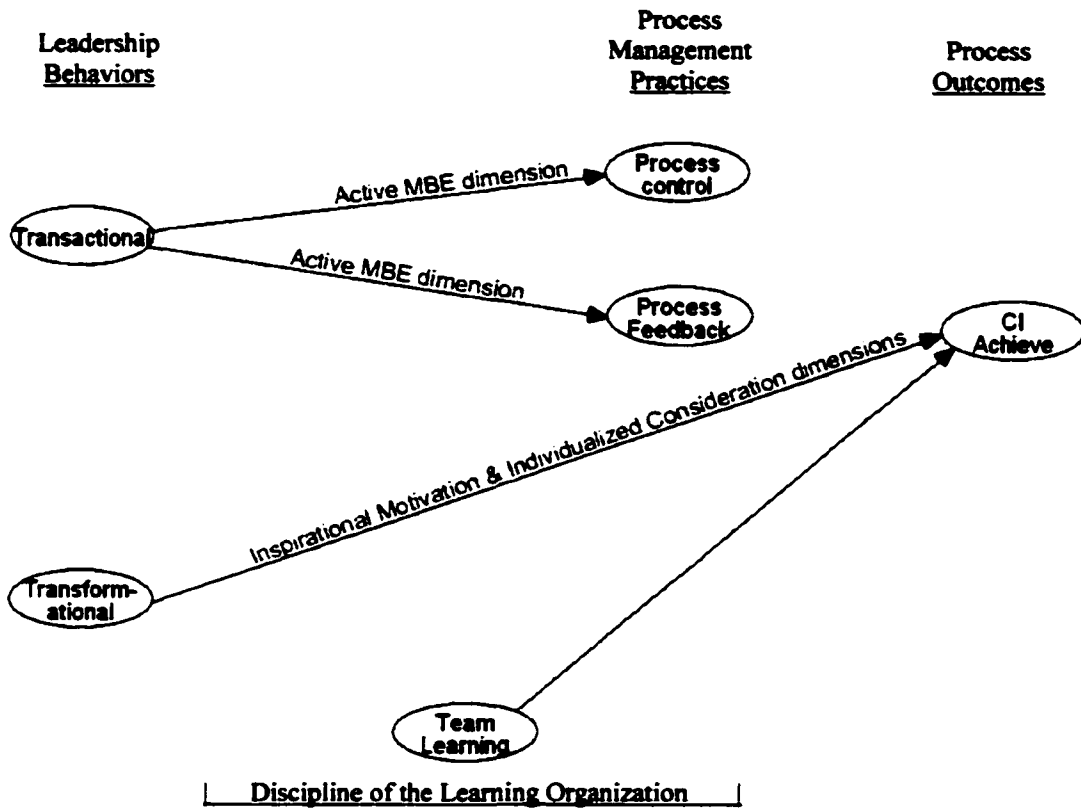 Leadership
Behaviors
Process
Management
Practices
Process
Outcomes
Transactional
Active MBE dimension
Process
control
Active MBE dimension
Process
Feedback
CI
Achieve
Inspirational Motivation & Individualized Consideration dimensions
Transform-
ational
Team
Learning
Discipline of the Learning Organization